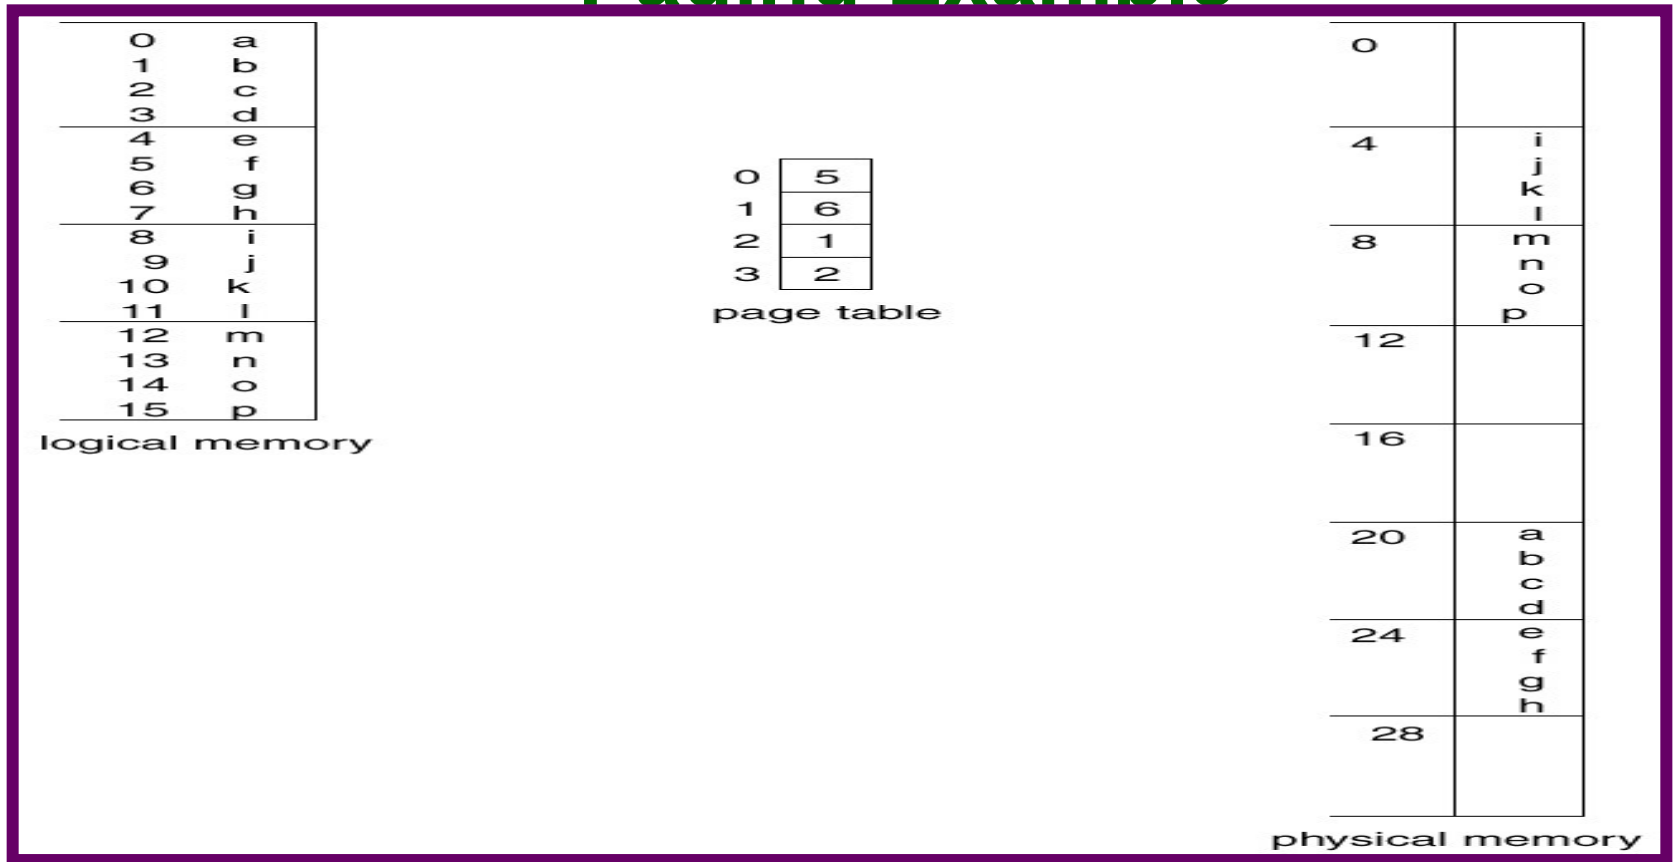 Paging Example
0 a
1 b
2 c
3 d
4 e
5 f
6 g
7 h
8 i
9 j
10 k
11 l
12 m
13 n
14 o
15 p
logical memory
0 5
1 6
2 1
3 2
page table
0
4 i
j
k
l
8 m
n
o
p
12
16
20 a
b
c
d
24 e
f
g
h
28
physical memory